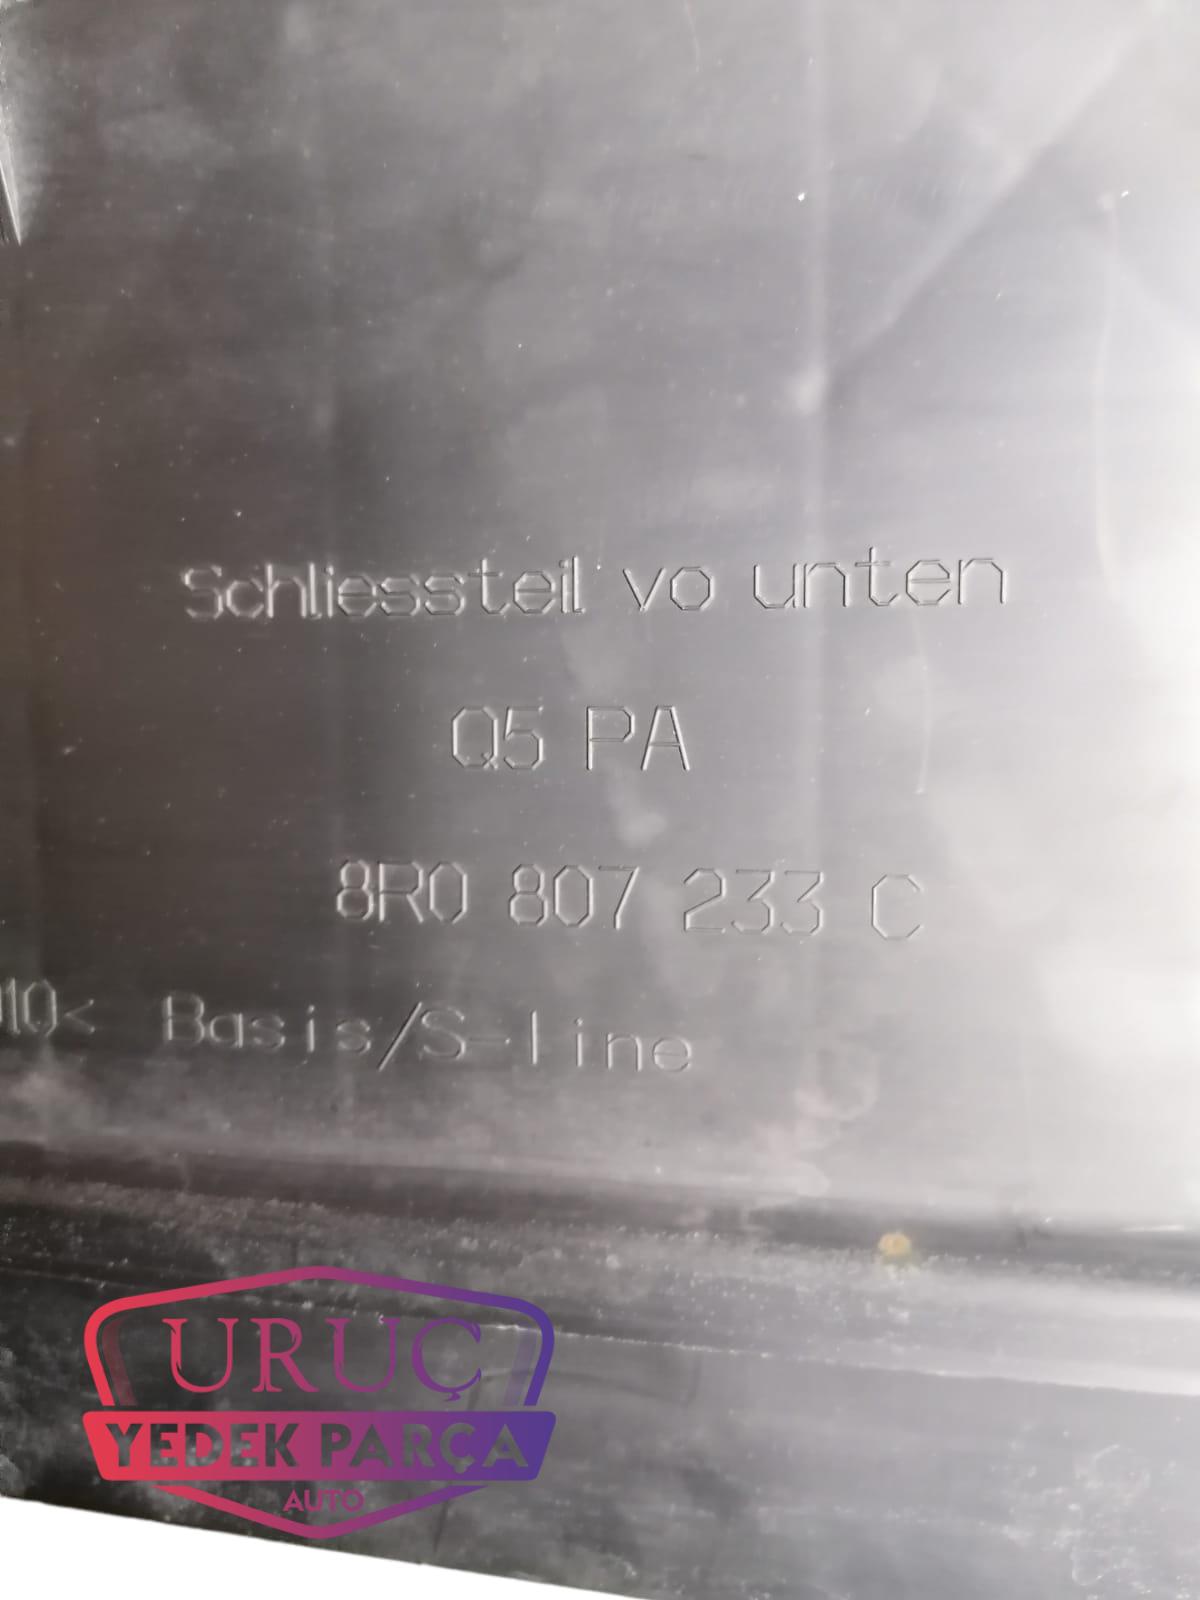 Schliessteil vo unten
Q5 PA
8R0 807 233 C
10< Basis/S-line
URUÇ
YEDEK PARÇA
AUTO